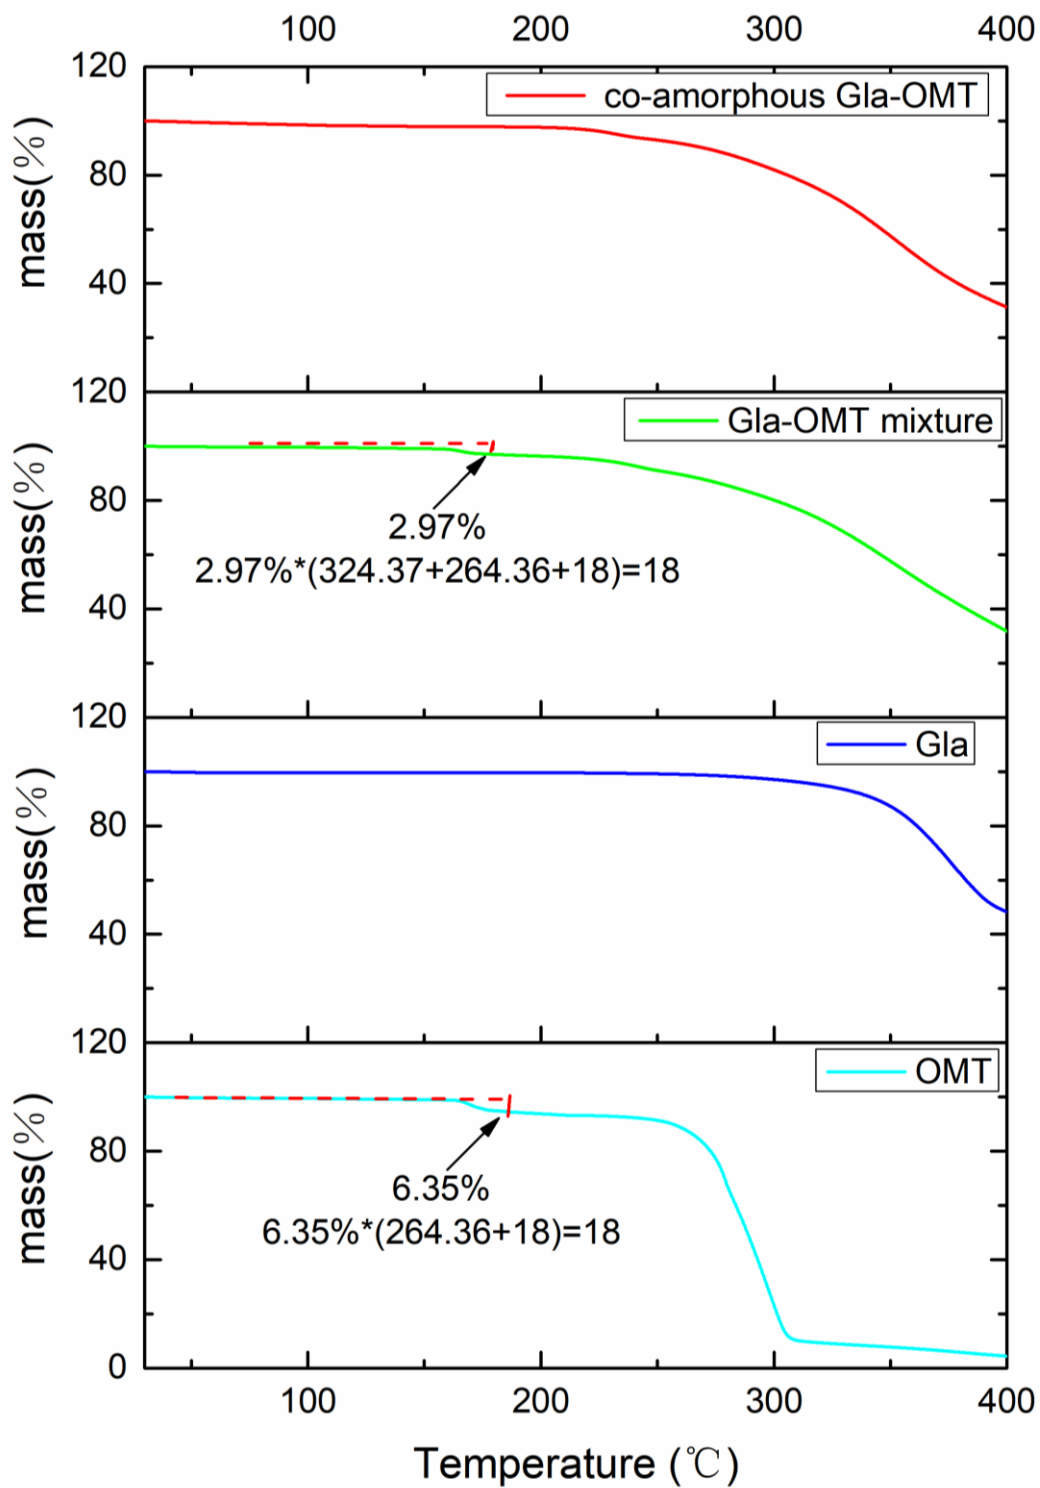 100 200 300 400
120
80
40
mass(%)
co-amorphous Gla-OMT
120
80
40
mass(%)
Gla-OMT mixture
2.97%
2.97%*(324.37+264.36+18)=18
120
80
40
mass(%)
Gla
120
80
40
0
mass(%)
OMT
6.35%
6.35%*(264.36+18)=18
100 200 300 400
Temperature (℃)